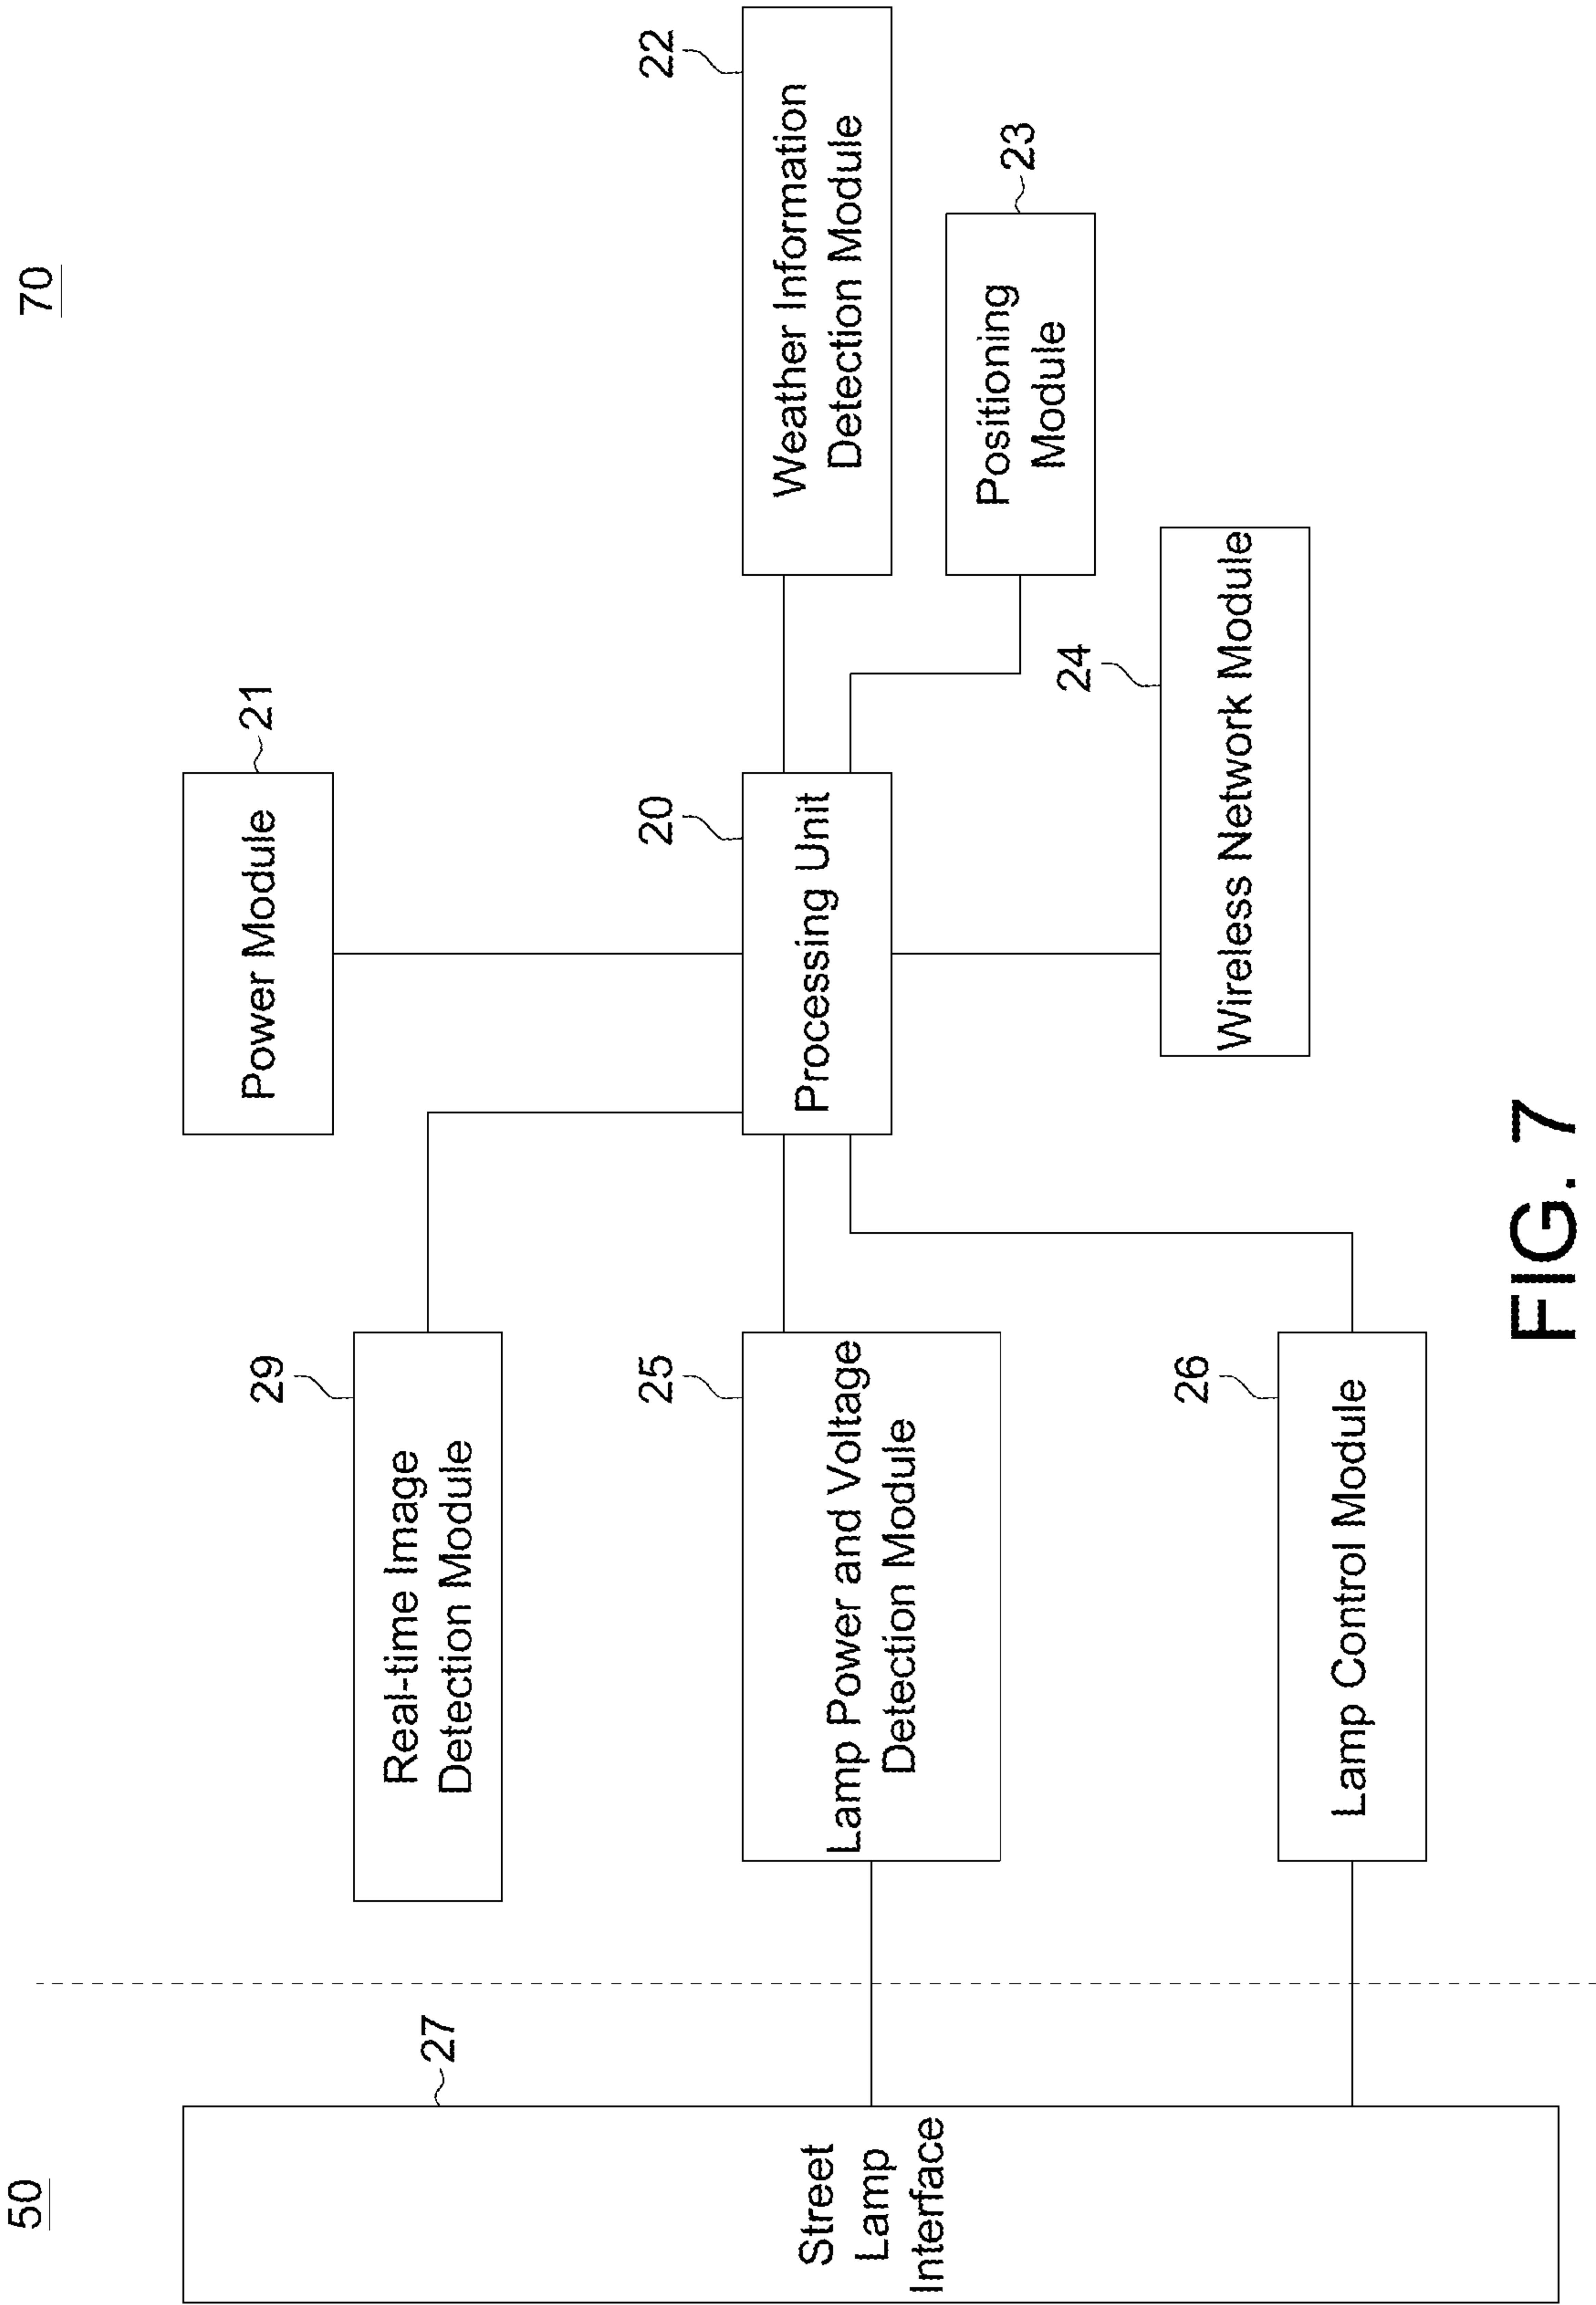 50
70
Street
Lamp
Interface
27
Real-time Image
Detection Module
29
Power Module
21
Lamp Power and Voltage
Detection Module
25
Processing Unit
20
Weather Information
Detection Module
22
Positioning
Module
23
Lamp Control Module
26
Wireless Network Module
24
FIG. 7